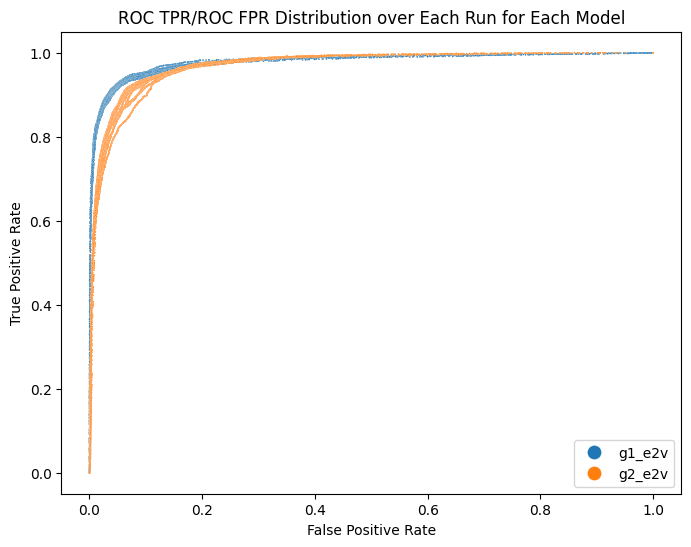 ROC TPR/ROC FPR Distribution over Each Run for Each Model
True Positive Rate
1.0
0.8
0.6
0.4
0.2
0.0
0.0 0.2 0.4 0.6 0.8 1.0
False Positive Rate
g1_e2v
g2_e2v